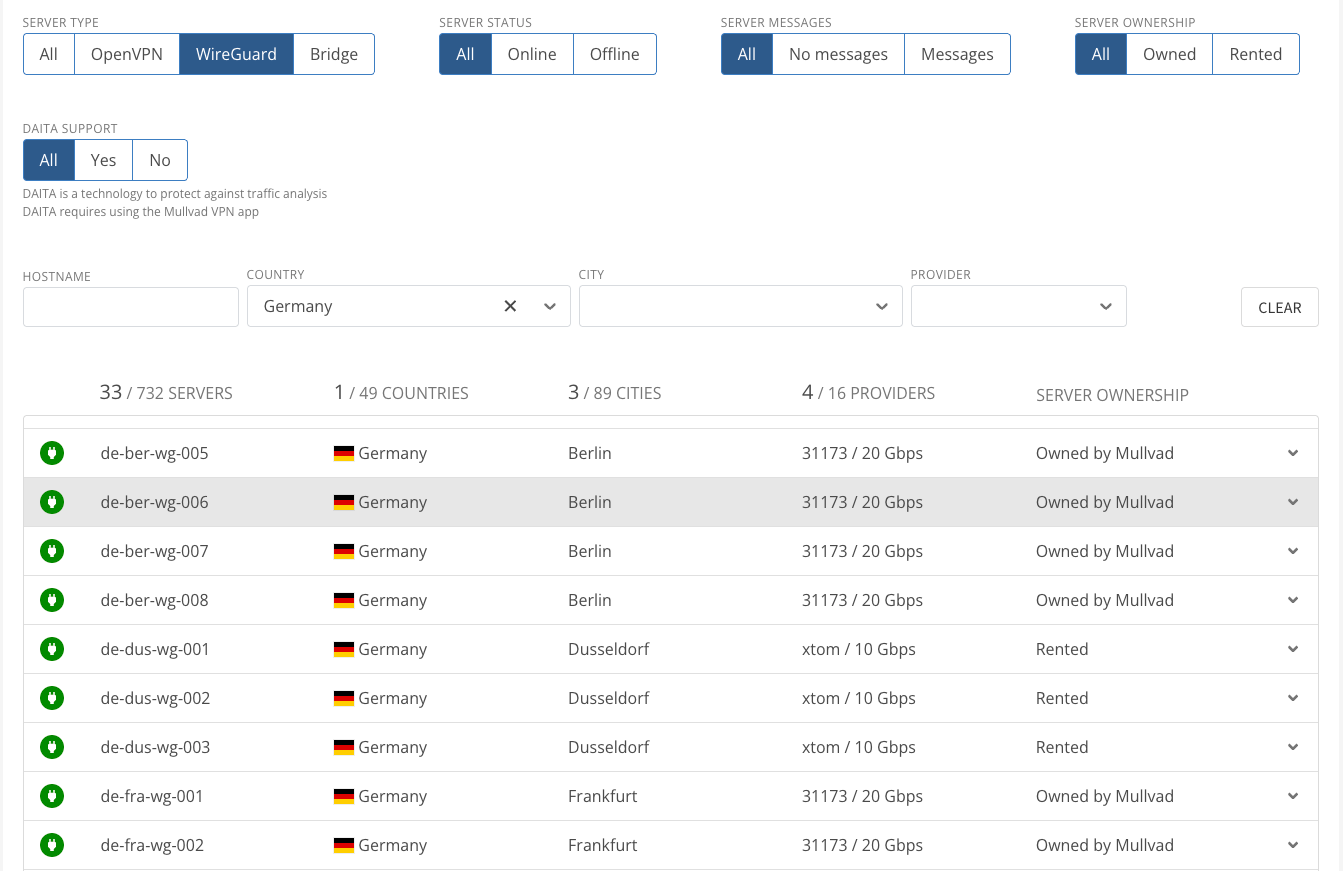 SERVER TYPE SERVER STATUS SERVER MESSAGES SERVER OWNERSHIP
All OpenVPN WireGuard Bridge All Online Offline All No messages Messages All Owned Rented
DAITA SUPPORT
All Yes No
DAITA is a technology to protect against traffic analysis
DAITA requires using the Mullvad VPN app
HOSTNAME COUNTRY CITY PROVIDER
Germany CLEAR
33 / 732 SERVERS 1 / 49 COUNTRIES 3 / 89 CITIES 4 / 16 PROVIDERS SERVER OWNERSHIP
de-ber-wg-005 Germany Berlin 31173 / 20 Gbps Owned by Mullvad
de-ber-wg-006 Germany Berlin 31173 / 20 Gbps Owned by Mullvad
de-ber-wg-007 Germany Berlin 31173 / 20 Gbps Owned by Mullvad
de-ber-wg-008 Germany Berlin 31173 / 20 Gbps Owned by Mullvad
de-dus-wg-001 Germany Dusseldorf xtom / 10 Gbps Rented
de-dus-wg-002 Germany Dusseldorf xtom / 10 Gbps Rented
de-dus-wg-003 Germany Dusseldorf xtom / 10 Gbps Rented
de-fra-wg-001 Germany Frankfurt 31173 / 20 Gbps Owned by Mullvad
de-fra-wg-002 Germany Frankfurt 31173 / 20 Gbps Owned by Mullvad